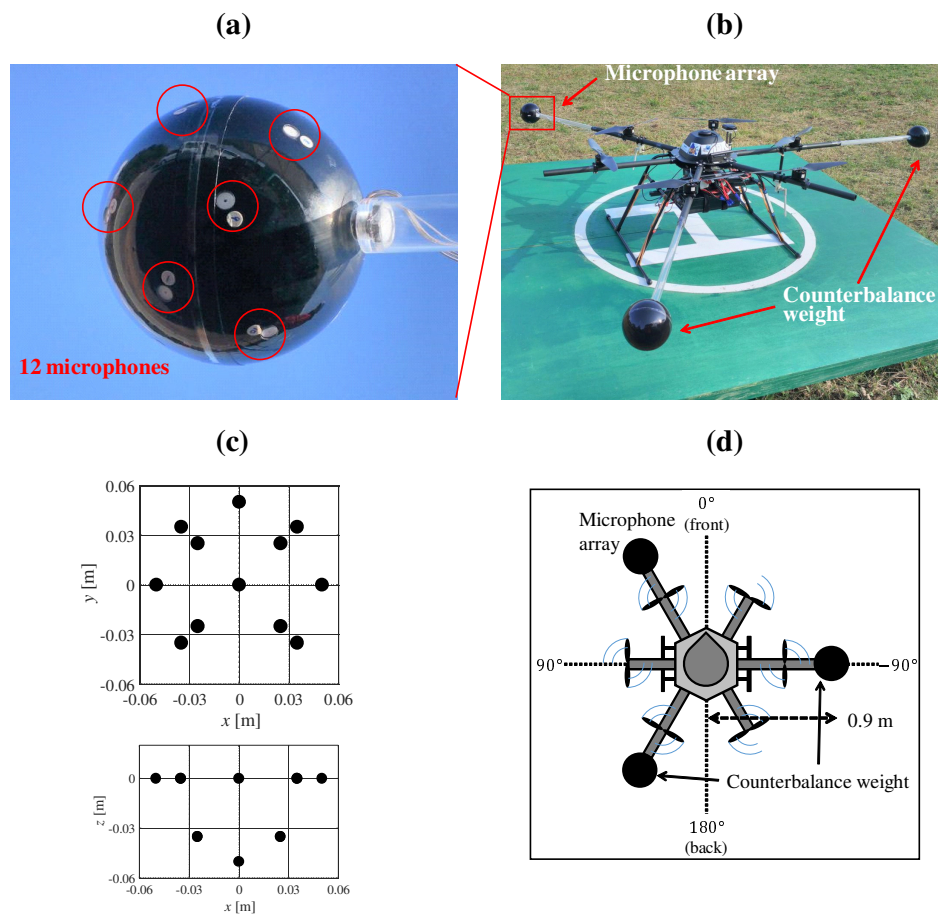 (a)
(b)
12 microphones
Microphone array
Counterbalance
weight
(c)
(d)
0.06
0.03
0
-0.03
-0.06
y [m]
-0.06
-0.03
0
0.03
0.06
x [m]
0
-0.03
-0.06
z [m]
-0.06
-0.03
0
0.03
0.06
x [m]
0°
(front)
Microphone
array
90°
−90°
0.9 m
Counterbalance weight
180°
(back)